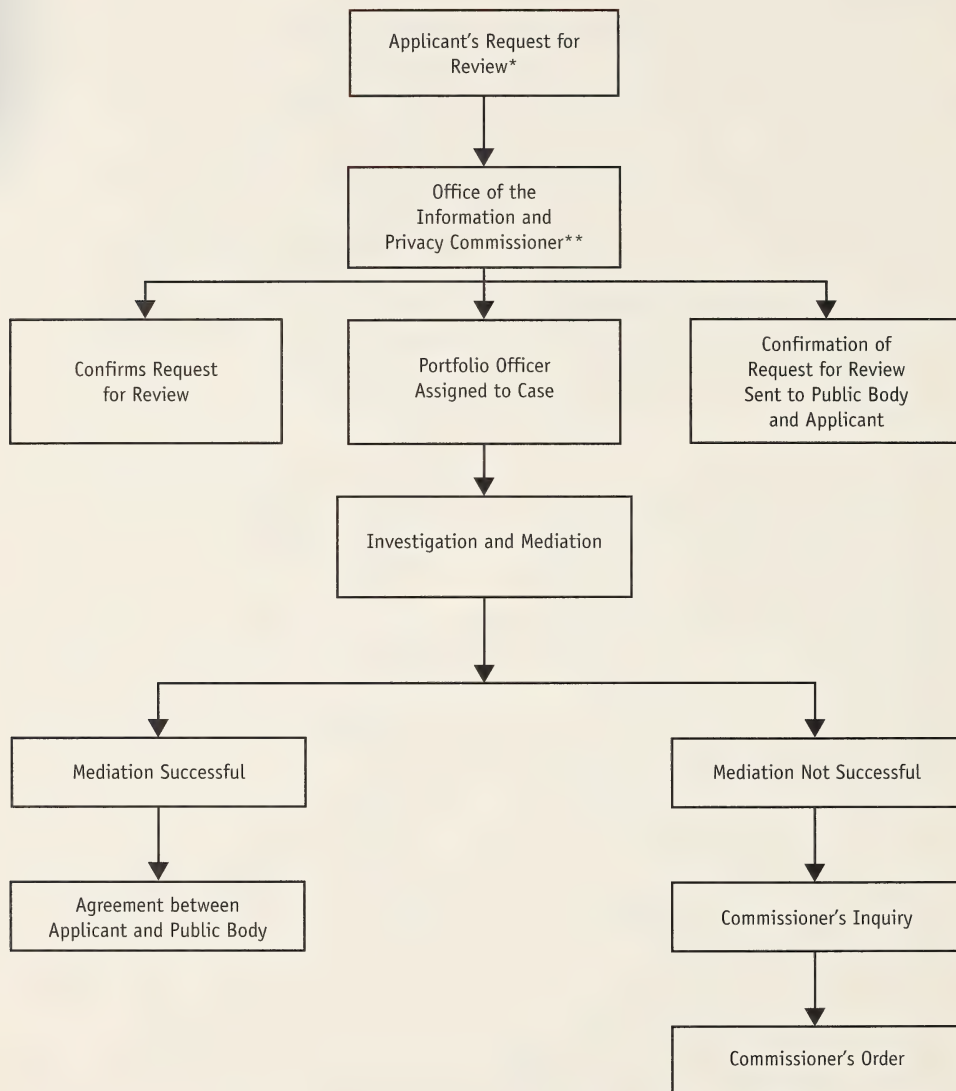 Applicant's Request for
Review*
Office of the
Information and
Privacy Commissioner**
Confirms Request
for Review
Portfolio Officer
Assigned to Case
Confirmation of
Request for Review
Sent to Public Body
and Applicant
Investigation and Mediation
Mediation Successful
Mediation Not Successful
Agreement between
Applicant and Public Body
Commissioner's Inquiry
Commissioner's Order